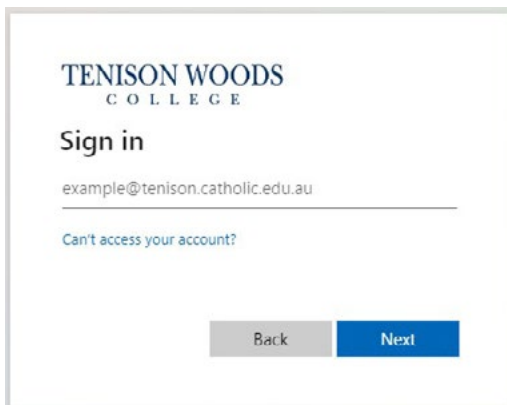 TENISON WOODS
COLLEGE
Sign in
example@tenison.catholic.edu.au
Can't access your account?
Back Next